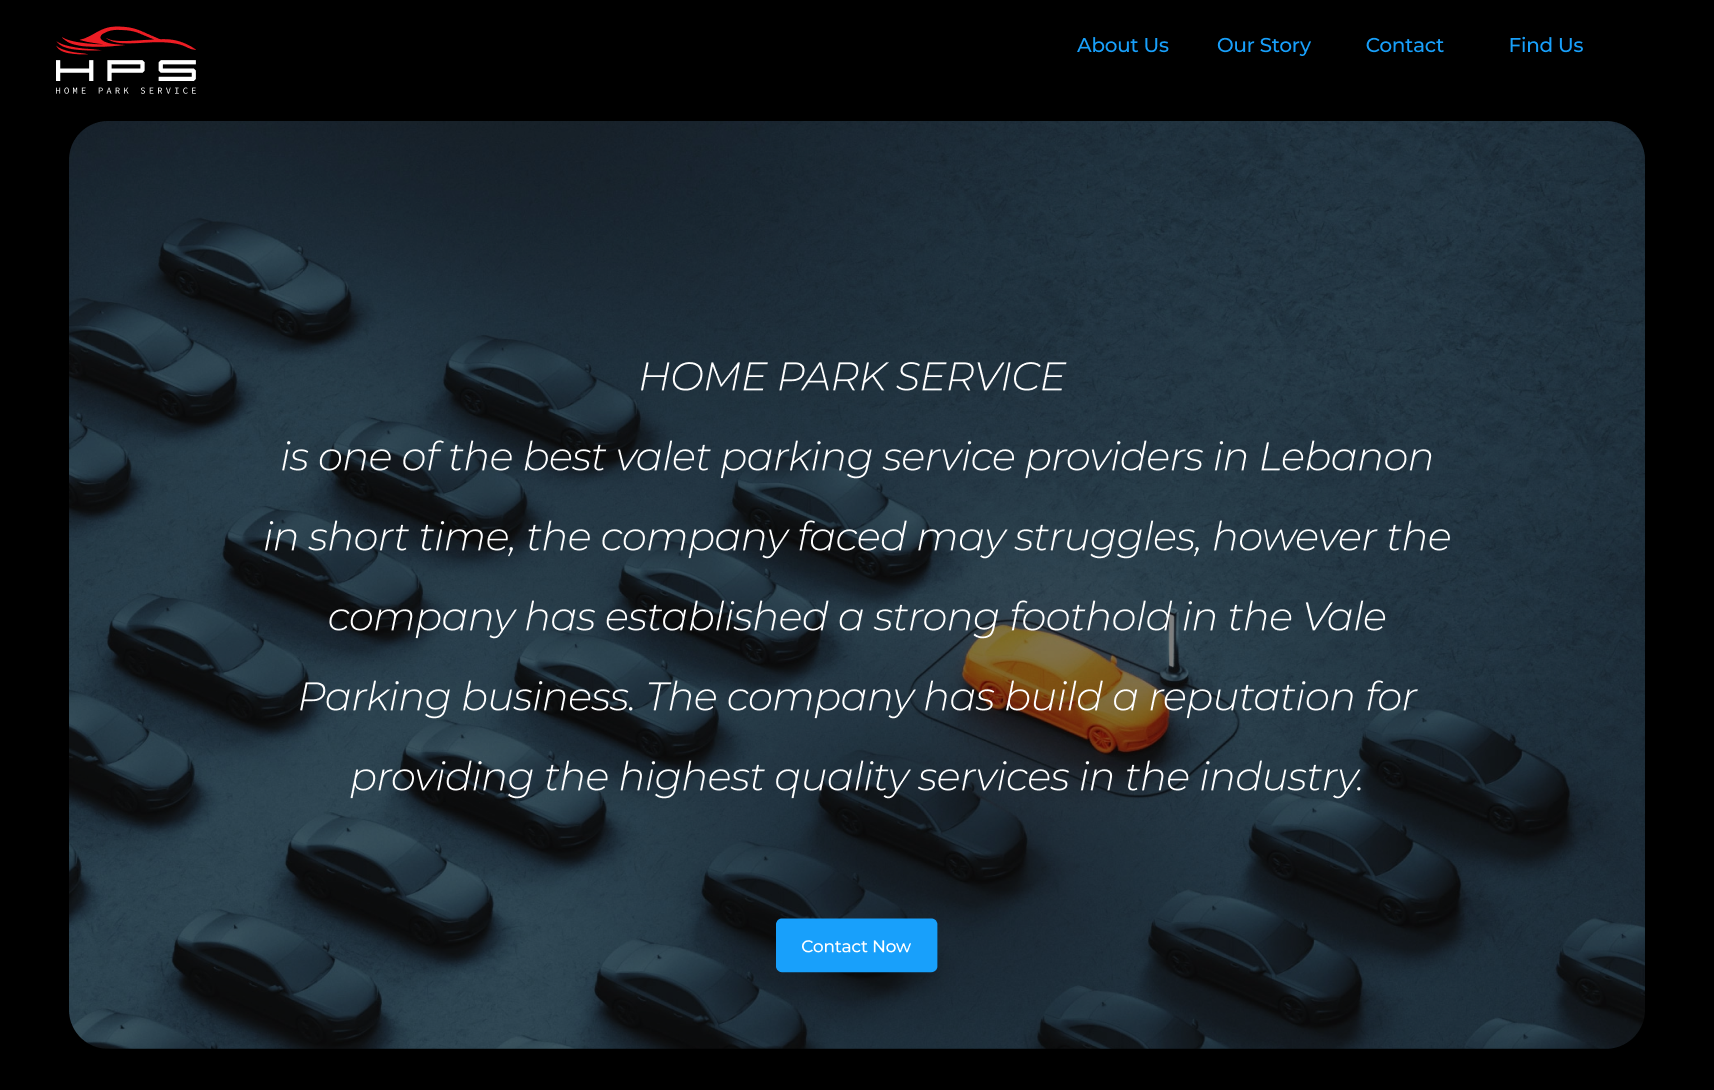 HPS
HOME PARK SERVICE
About Us
Our Story
Contact
Find Us
HOME PARK SERVICE
is one of the best valet parking service providers in Lebanon
in short time, the company faced may struggles, however the
company has established a strong foothold in the Vale
Parking business. The company has build a reputation for
providing the highest quality services in the industry.
Contact Now